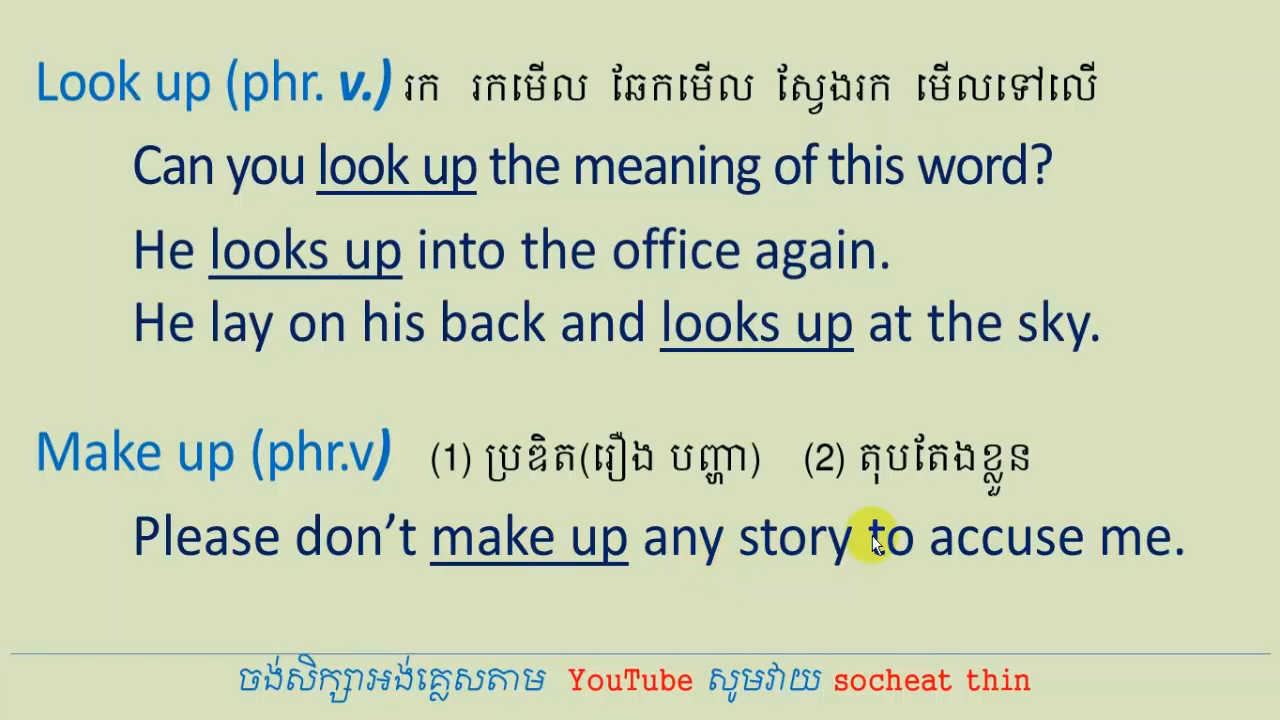 Look up (phr. v.) រក រកមើល ឆែកមើល ស្វែងរក មើលទៅលើ
Can you look up the meaning of this word?
He looks up into the office again.
He lay on his back and looks up at the sky.
Make up (phr.v) (1) ប្រឌិត(រឿង បញ្ហា) (2) តុបតែងខ្លួន
Please don’t make up any story to accuse me.
ចង់សិក្សាអង់គ្លេសតាម YouTube សូមវាយ socheat thin